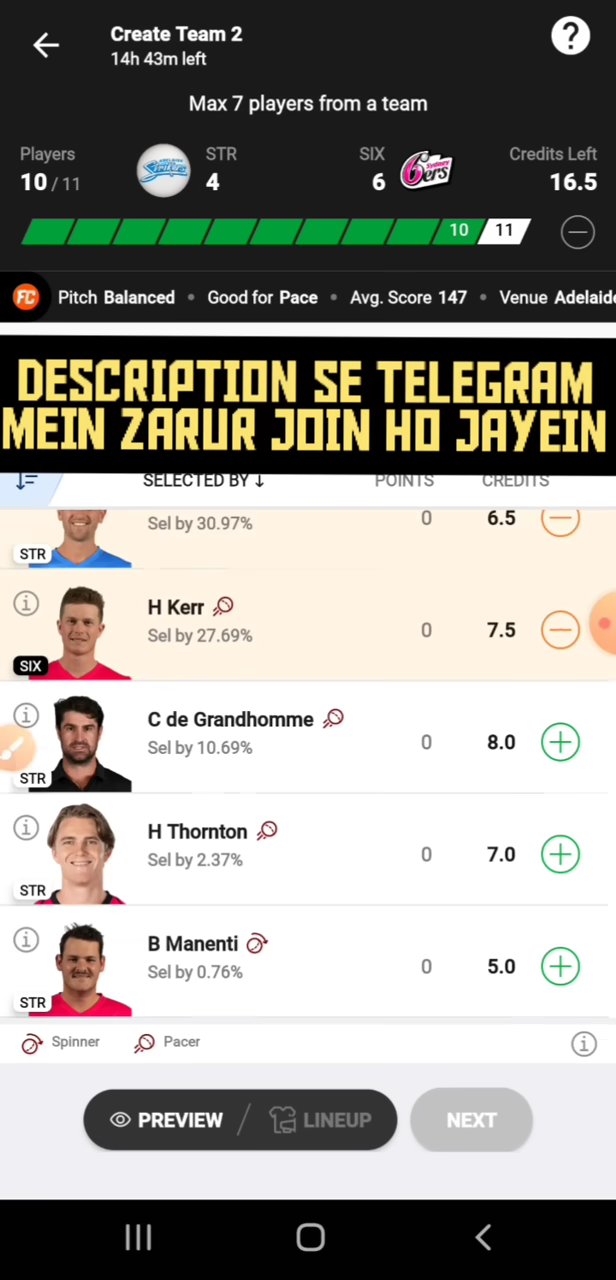 Create Team 2
14h 43m left
?
Max 7 players from a team
Players STR SIX Credits Left
10 / 11 4 6 16.5
Sydney 6ers
10 11
FC Pitch Balanced • Good for Pace • Avg. Score 147 • Venue Adelaide
DESCRIPTION SE TELEGRAM
MEIN ZARUR JOIN HO JAYEIN
SELECTED BY ↓ POINTS CREDITS
Sel by 30.97% 0 6.5
STR
H Kerr
Sel by 27.69% 0 7.5
SIX
C de Grandhomme
Sel by 10.69% 0 8.0
STR
H Thornton
Sel by 2.37% 0 7.0
STR
B Manenti
Sel by 0.76% 0 5.0
STR
Spinner Pacer
PREVIEW / LINEUP NEXT